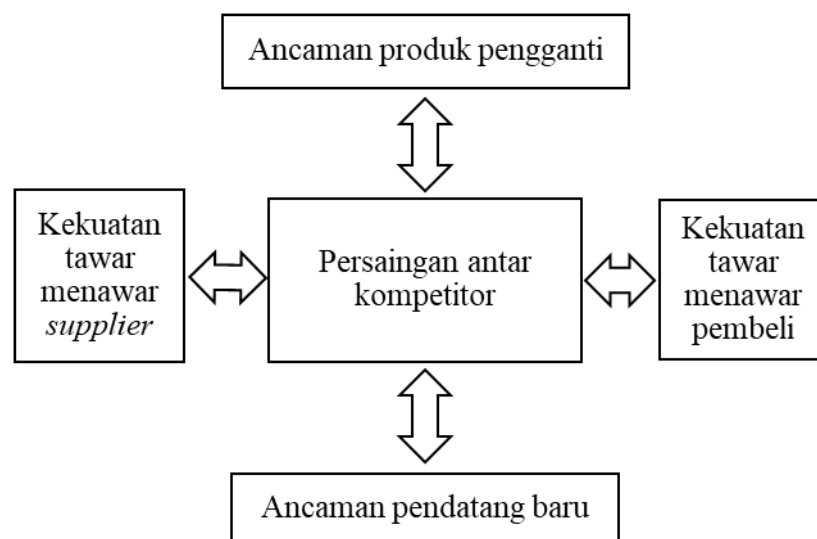 Ancaman produk pengganti
Kekuatan
tawar
menawar
supplier
Persaingan antar
kompetitor
Kekuatan
tawar
menawar
pembeli
Ancaman pendatang baru